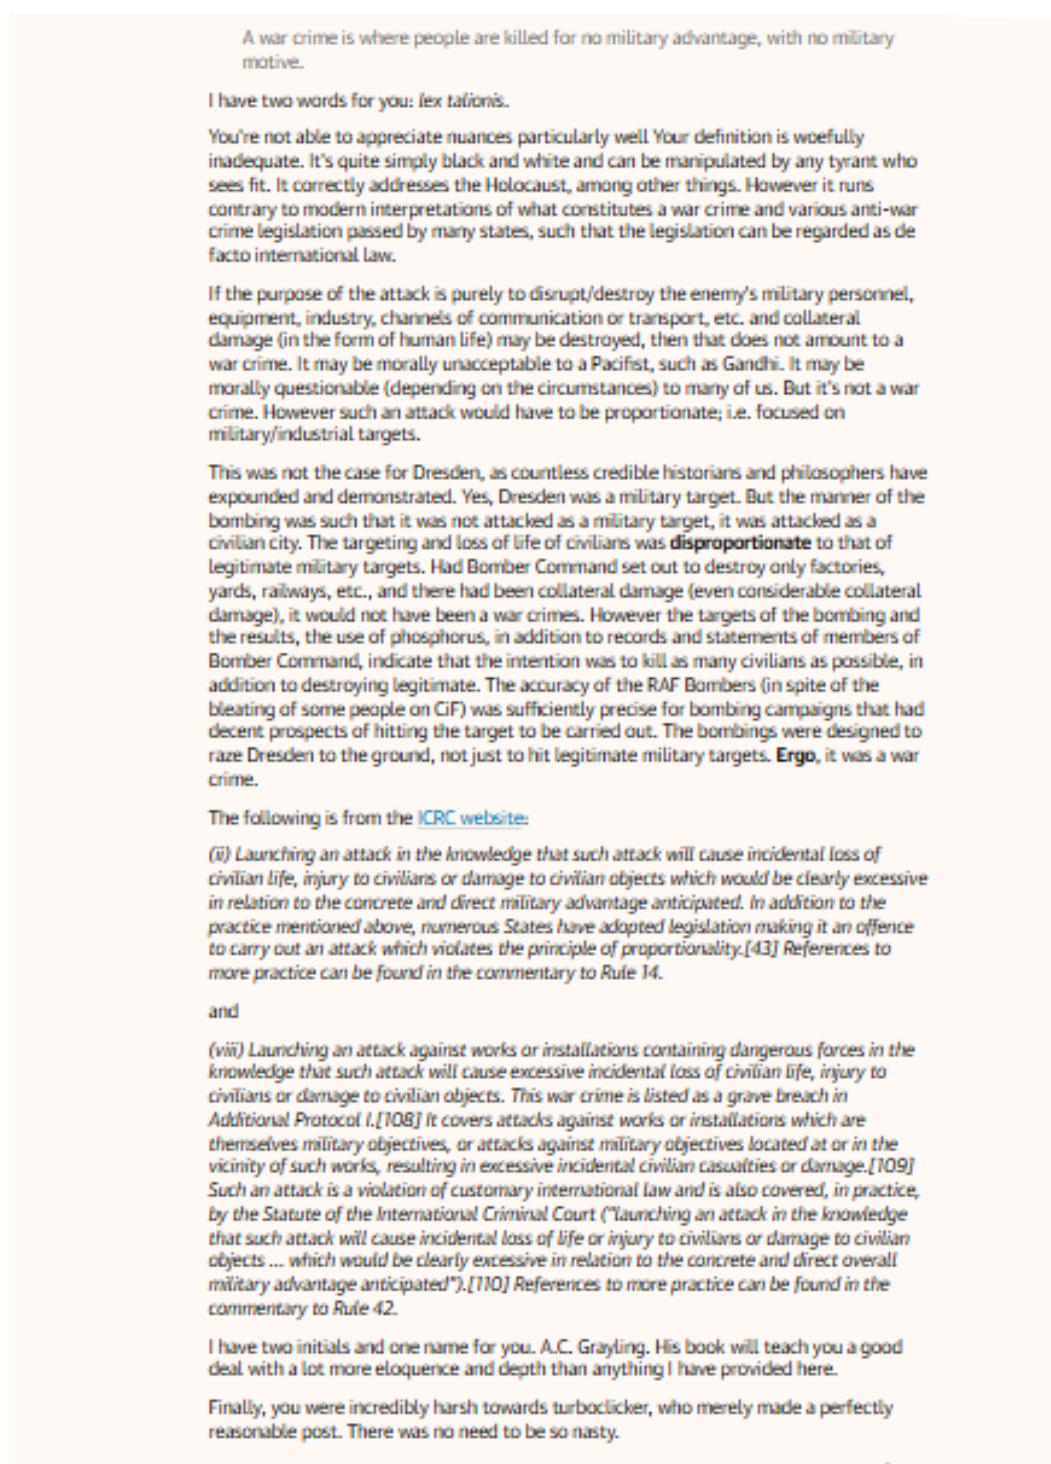 A war crime is where people are killed for no military advantage, with no military
motive.
I have two words for you: lex talionis.
You're not able to appreciate nuances particularly well Your definition is woefully
inadequate. It's quite simply black and white and can be manipulated by any tyrant who
sees fit. It correctly addresses the Holocaust, among other things. However it runs
contrary to modern interpretations of what constitutes a war crime and various anti-war
crime legislation passed by many states, such that the legislation can be regarded as de
facto international law.
If the purpose of the attack is purely to disrupt/destroy the enemy's military personnel,
equipment, industry, channels of communication or transport, etc. and collateral
damage (in the form of human life) may be destroyed, then that does not amount to a
war crime. It may be morally unacceptable to a Pacifist, such as Gandhi. It may be
morally questionable (depending on the circumstances) to many of us. But it's not a war
crime. However such an attack would have to be proportionate; i.e. focused on
military/industrial targets.
This was not the case for Dresden, as countless credible historians and philosophers have
expounded and demonstrated. Yes, Dresden was a military target. But the manner of the
bombing was such that it was not attacked as a military target, it was attacked as a
civilian city. The targeting and loss of life of civilians was disproportionate to that of
legitimate military targets. Had Bomber Command set out to destroy only factories,
yards, railways, etc., and there had been collateral damage (even considerable collateral
damage), it would not have been a war crimes. However the targets of the bombing and
the results, the use of phosphorus, in addition to records and statements of members of
Bomber Command, indicate that the intention was to kill as many civilians as possible, in
addition to destroying legitimate. The accuracy of the RAF Bombers (in spite of the
bleating of some people on CiF) was sufficiently precise for bombing campaigns that had
decent prospects of hitting the target to be carried out. The bombings were designed to
raze Dresden to the ground, not just to hit legitimate military targets. Ergo, it was a war
crime.
The following is from the ICRC website:
(ii) Launching an attack in the knowledge that such attack will cause incidental loss of
civilian life, injury to civilians or damage to civilian objects which would be clearly excessive
in relation to the concrete and direct military advantage anticipated. In addition to the
practice mentioned above, numerous States have adopted legislation making it an offence
to carry out an attack which violates the principle of proportionality.[43] References to
more practice can be found in the commentary to Rule 14.
and
(viii) Launching an attack against works or installations containing dangerous forces in the
knowledge that such attack will cause excessive incidental loss of civilian life, injury to
civilians or damage to civilian objects. This war crime is listed as a grave breach in
Additional Protocol I.[108] It covers attacks against works or installations which are
themselves military objectives, or attacks against military objectives located at or in the
vicinity of such works, resulting in excessive incidental civilian casualties or damage.[109]
Such an attack is a violation of customary international law and is also covered, in practice,
by the Statute of the International Criminal Court ("launching an attack in the knowledge
that such attack will cause incidental loss of life or injury to civilians or damage to civilian
objects ... which would be clearly excessive in relation to the concrete and direct overall
military advantage anticipated").[110] References to more practice can be found in the
commentary to Rule 42.
I have two initials and one name for you. A.C. Grayling. His book will teach you a good
deal with a lot more eloquence and depth than anything I have provided here.
Finally, you were incredibly harsh towards turboclicker, who merely made a perfectly
reasonable post. There was no need to be so nasty.